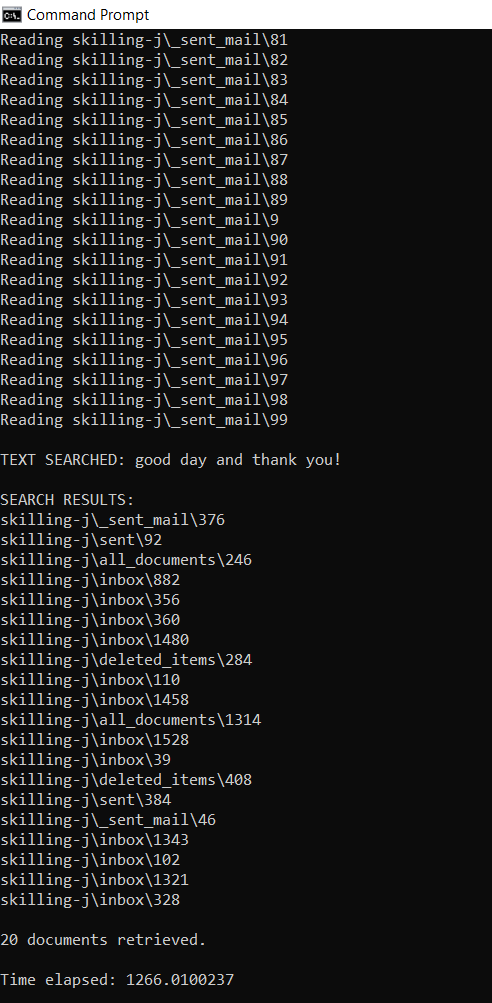 Command Prompt
Reading skilling-j\_sent_mail\81
Reading skilling-j\_sent_mail\82
Reading skilling-j\_sent_mail\83
Reading skilling-j\_sent_mail\84
Reading skilling-j\_sent_mail\85
Reading skilling-j\_sent_mail\86
Reading skilling-j\_sent_mail\87
Reading skilling-j\_sent_mail\88
Reading skilling-j\_sent_mail\89
Reading skilling-j\_sent_mail\9
Reading skilling-j\_sent_mail\90
Reading skilling-j\_sent_mail\91
Reading skilling-j\_sent_mail\92
Reading skilling-j\_sent_mail\93
Reading skilling-j\_sent_mail\94
Reading skilling-j\_sent_mail\95
Reading skilling-j\_sent_mail\96
Reading skilling-j\_sent_mail\97
Reading skilling-j\_sent_mail\98
Reading skilling-j\_sent_mail\99
TEXT SEARCHED: good day and thank you!
SEARCH RESULTS:
skilling-j\_sent_mail\376
skilling-j\sent\92
skilling-j\all_documents\246
skilling-j\inbox\882
skilling-j\inbox\356
skilling-j\inbox\360
skilling-j\inbox\1480
skilling-j\deleted_items\284
skilling-j\inbox\110
skilling-j\inbox\1458
skilling-j\all_documents\1314
skilling-j\inbox\1528
skilling-j\inbox\39
skilling-j\deleted_items\408
skilling-j\sent\384
skilling-j\_sent_mail\46
skilling-j\inbox\1343
skilling-j\inbox\102
skilling-j\inbox\1321
skilling-j\inbox\328
20 documents retrieved.
Time elapsed: 1266.0100237